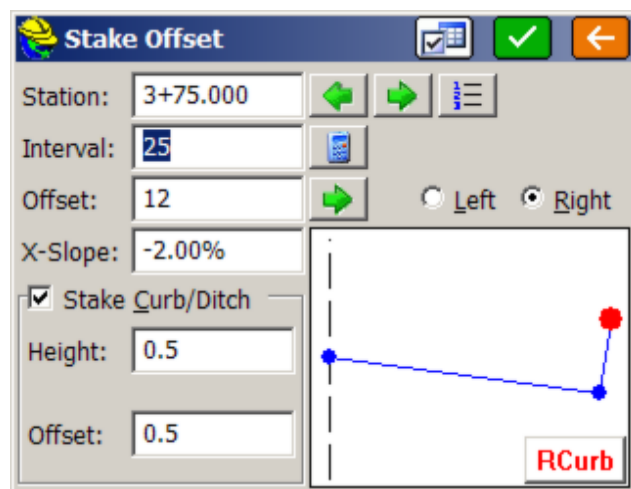 Stake Offset
Station: 3+75.000
Interval: 25
Offset: 12 Left Right
X-Slope: -2.00%
Stake Curb/Ditch
Height: 0.5
Offset: 0.5
RCurb